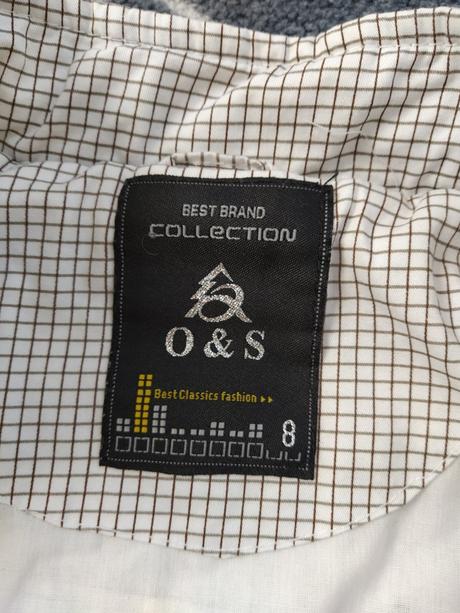 BEST BRAND
COLLECTION
O & S
Best Classics fashion ▸▸
8